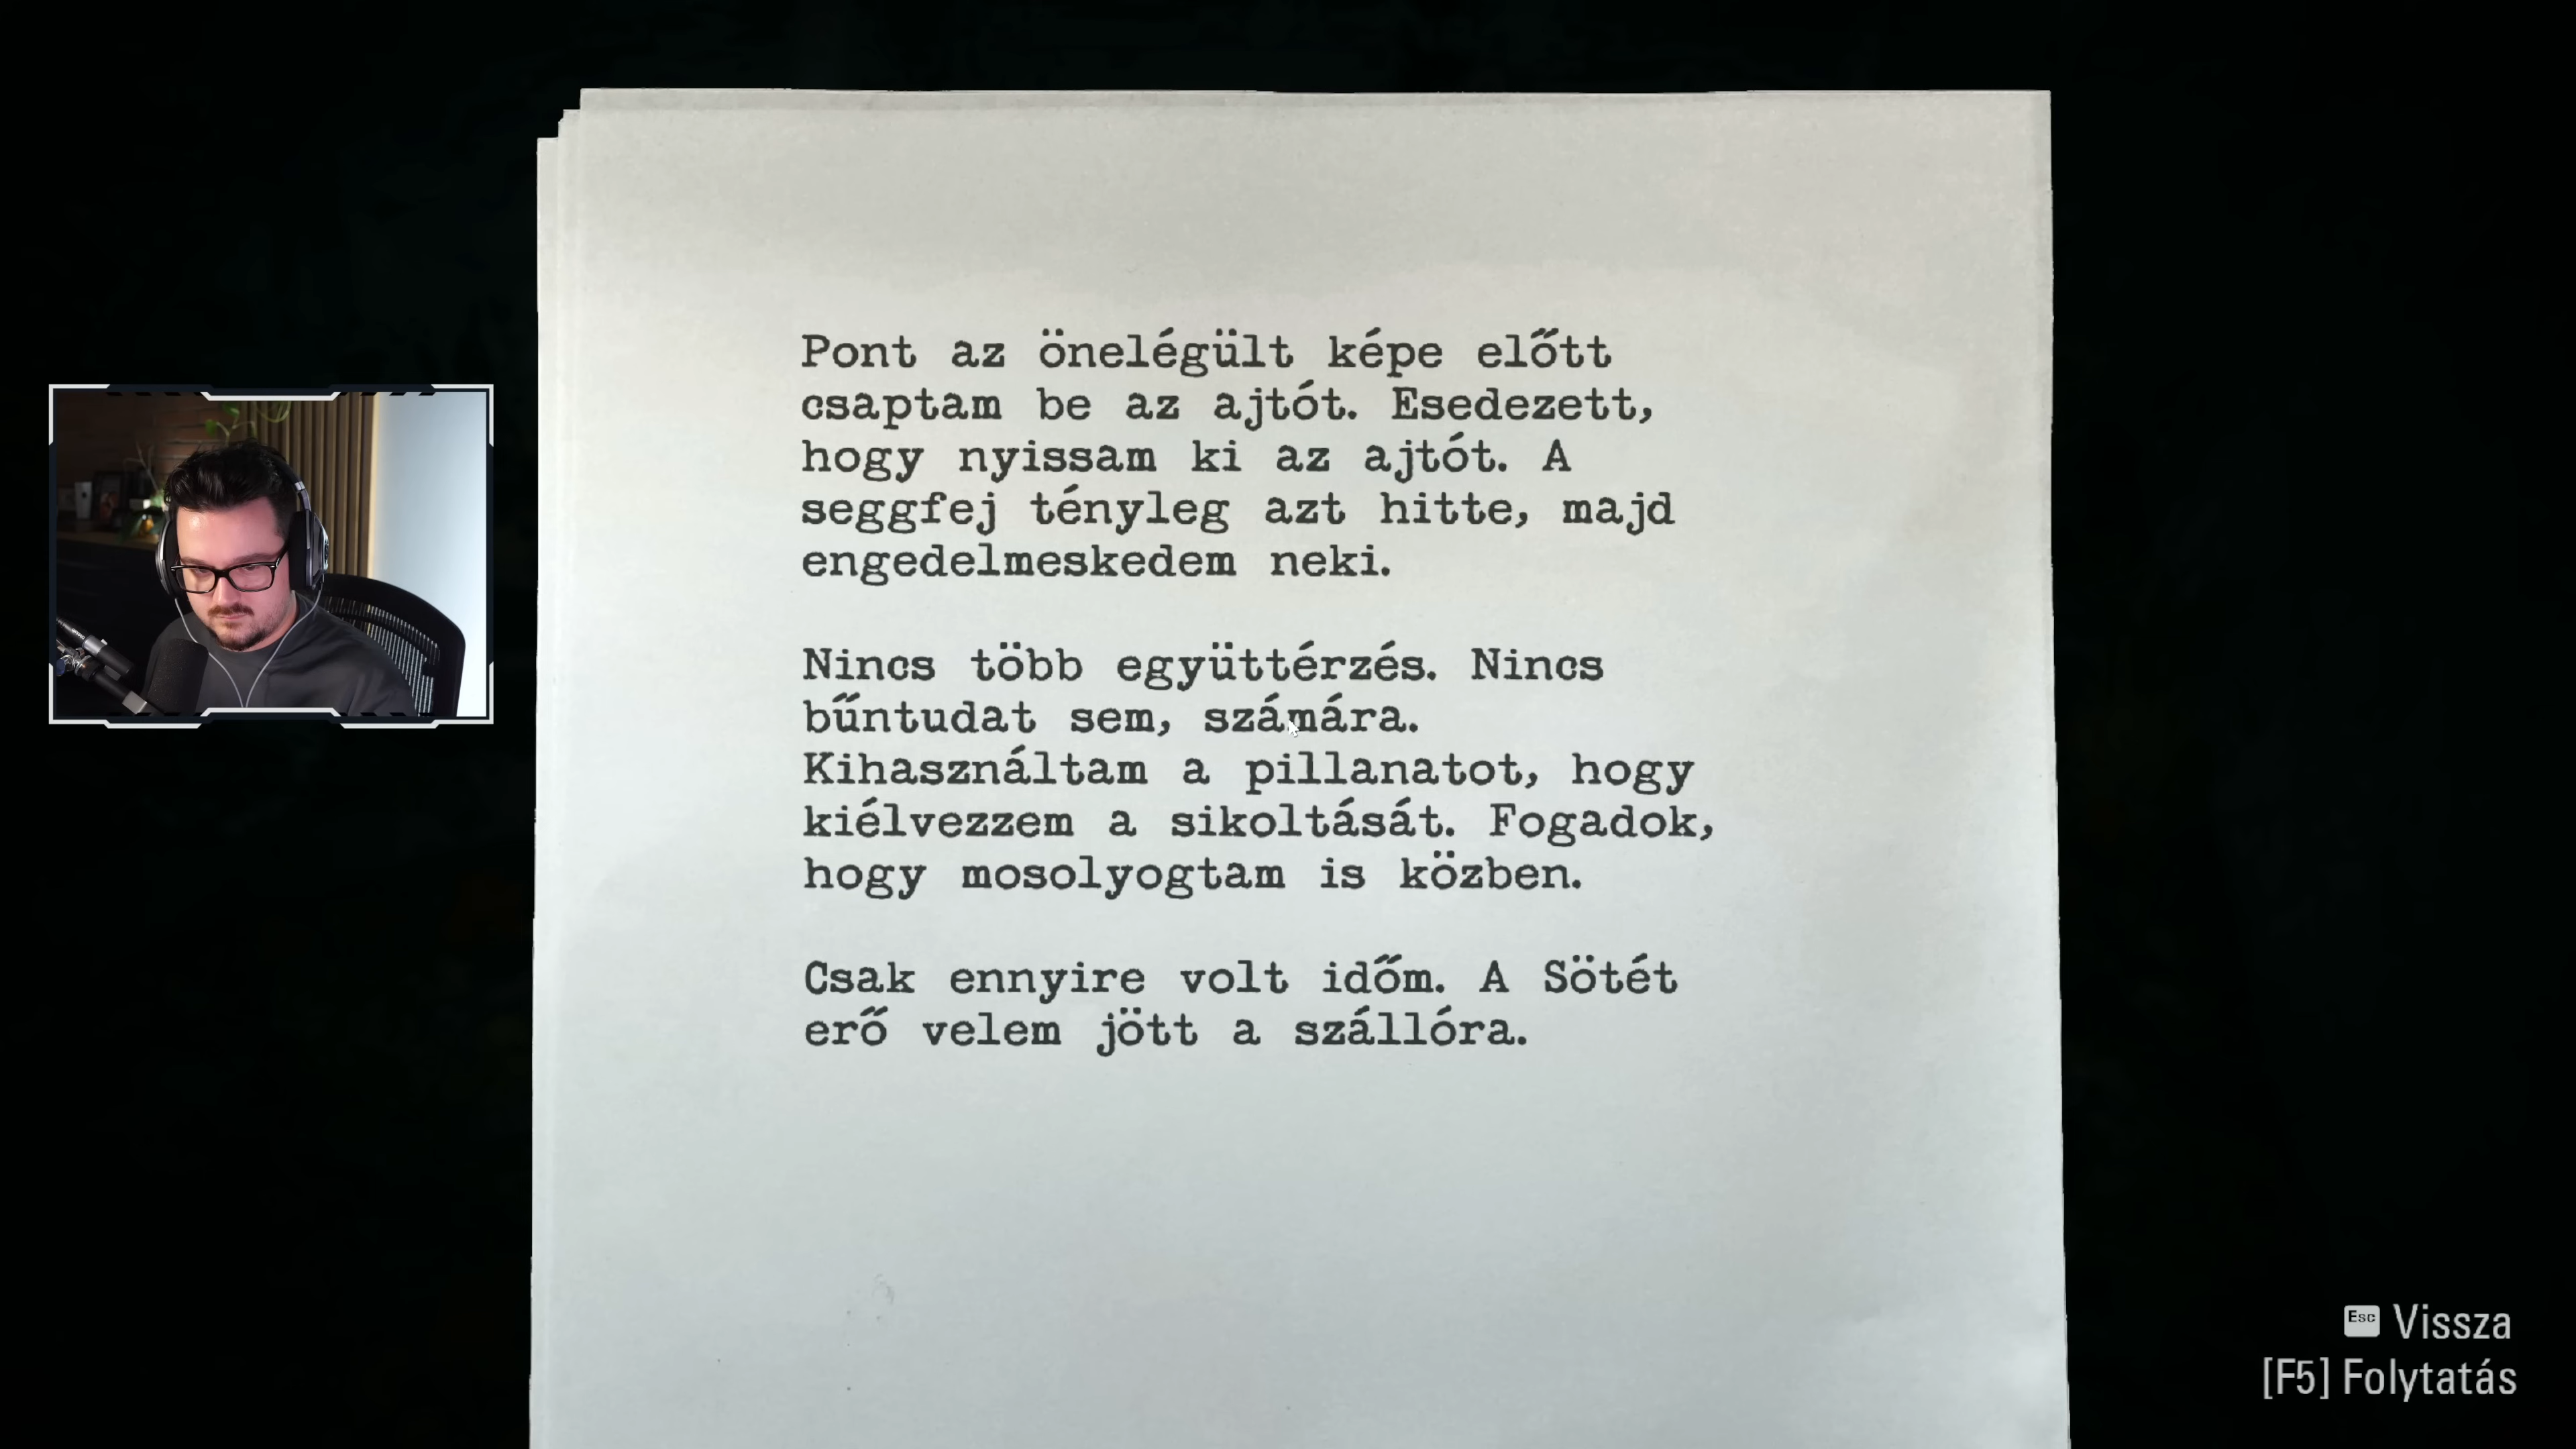 Pont az önelégült képe előtt
csaptam be az ajtót. Esedezett,
hogy nyissam ki az ajtót. A
seggfej tényleg azt hitte, majd
engedelmeskedem neki.
Nincs több együttérzés. Nincs
bűntudat sem, számára.
Kihasználtam a pillanatot, hogy
kiélvezzem a sikoltását. Fogadok,
hogy mosolyogtam is közben.
Csak ennyire volt időm. A Sötét
erő velem jött a szállóra.
Esc Vissza
[F5] Folytatás